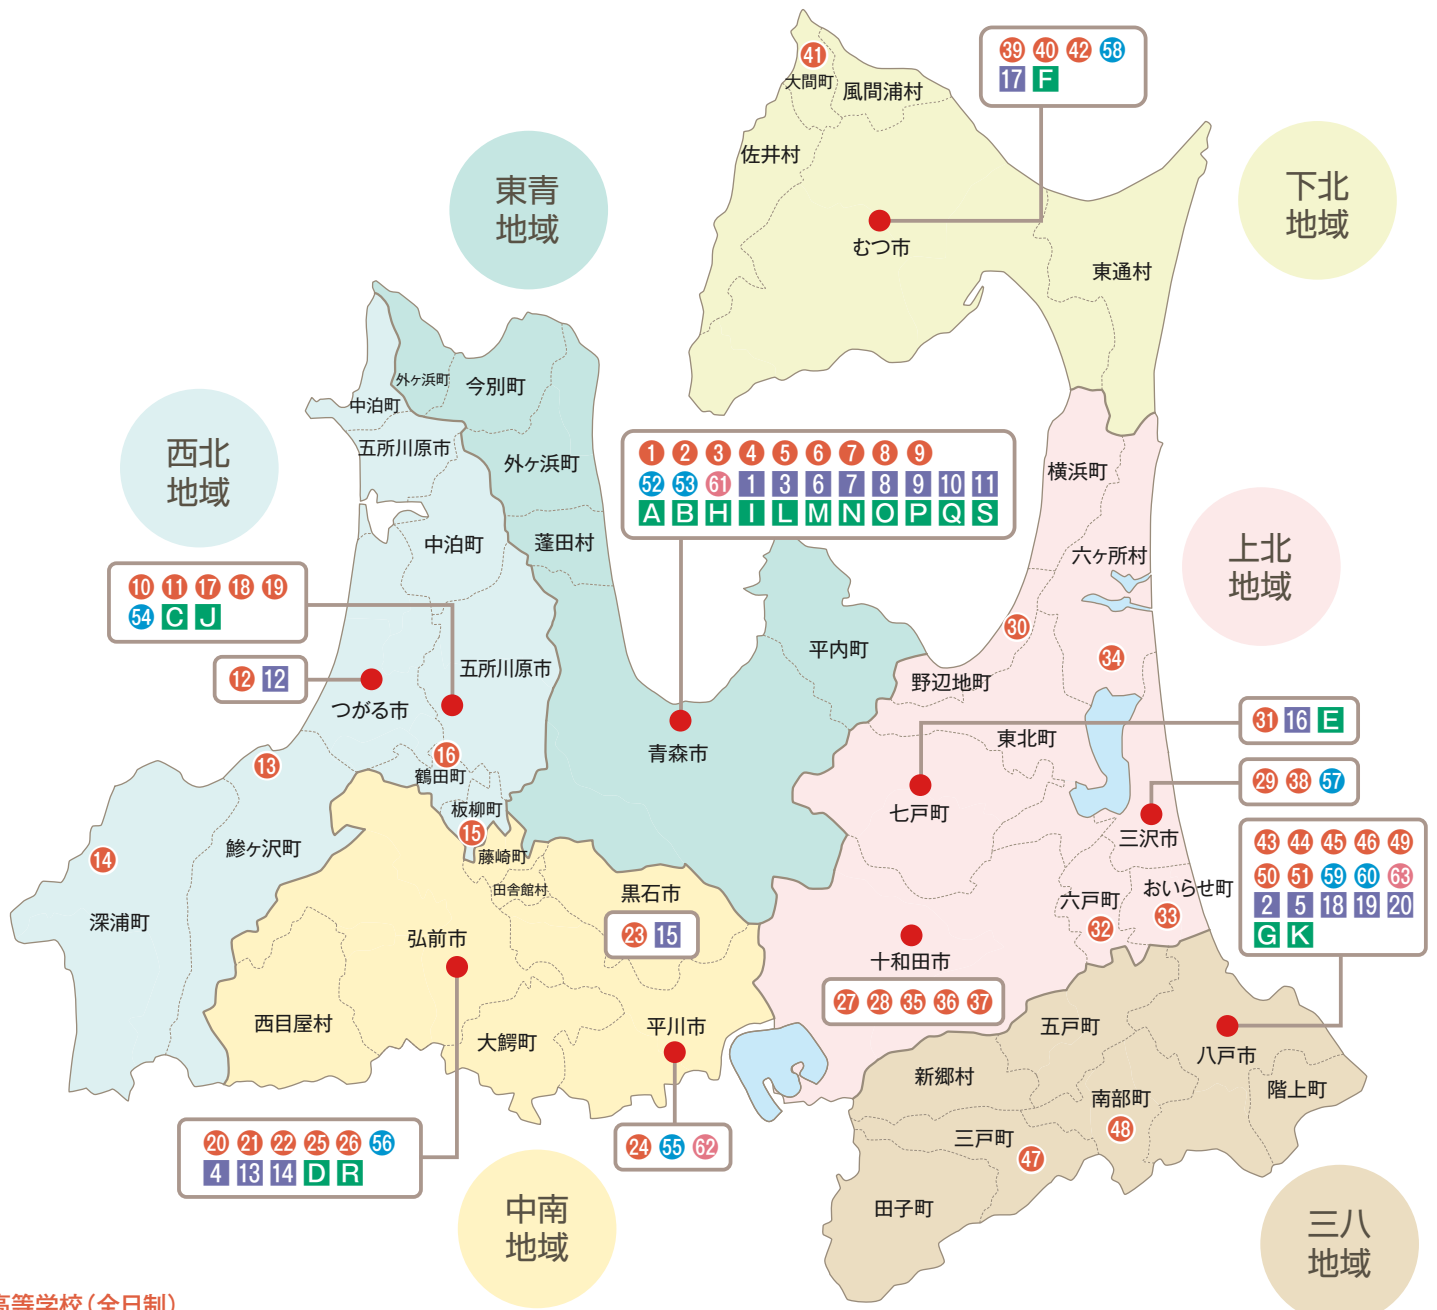 41
大間町
風間浦村
佐井村
むつ市
東通村
39 40 42 58
17 F
下北
地域
東青
地域
外ヶ浜町
今別町
中泊町
五所川原市
外ヶ浜町
中泊町
蓬田村
西北
地域
1 2 3 4 5 6 7 8 9
52 53 61 1 3 6 7 8 9 10 11
A B H I L M N O P Q S
平内町
青森市
10 11 17 18 19
54 C J
12 12
五所川原市
つがる市
13
16
鶴田町
板柳町
15
14
鰺ヶ沢町
深浦町
横浜町
六ヶ所村
上北
地域
30
34
野辺地町
東北町
七戸町
31 16 E
29 38 57
三沢市
おいらせ町
33
六戸町
32
十和田市
27 28 35 36 37
藤崎町
田舎館村
黒石市
23 15
弘前市
西目屋村
大鰐町
平川市
20 21 22 25 26 56
4 13 14 D R
24 55 62
中南
地域
43 44 45 46 49
50 51 59 60 63
2 5 18 19 20
G K
五戸町
八戸市
新郷村
南部町
48
階上町
三戸町
47
田子町
三八
地域
高等学校(全日制)